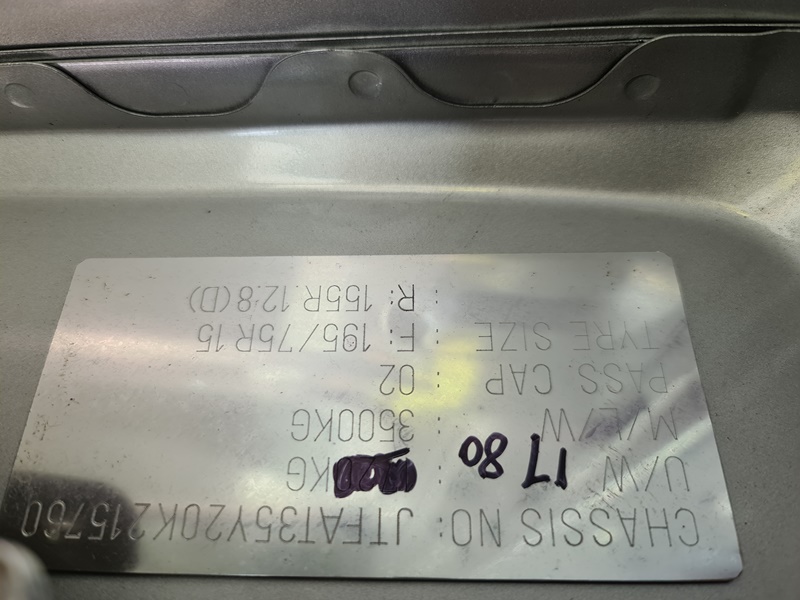 CHASSIS NO: JTFAT35Y20K215760
U/W : KG
1780
M/L/W : 3500KG
PASS. CAP : 02
TYRE SIZE : F: 195/75R 15
: R: 155R 12.8(D)